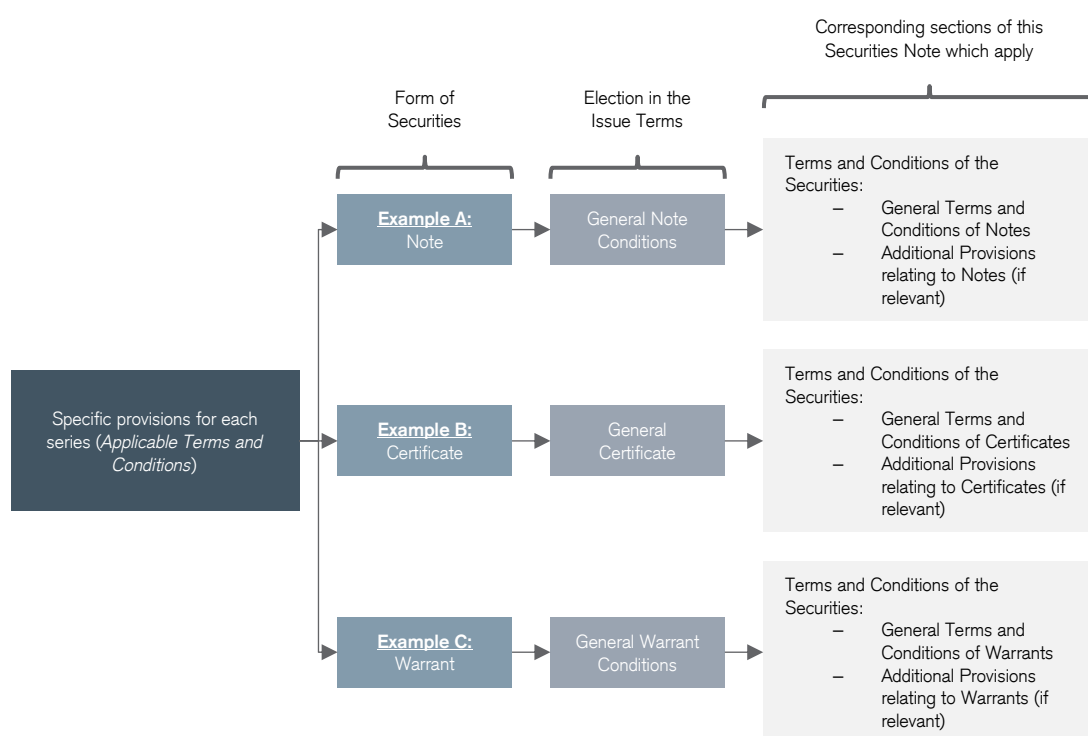 Corresponding sections of this
Securities Note which apply
Form of
Securities
Election in the
Issue Terms
Specific provisions for each
series (Applicable Terms and
Conditions)
Example A:
Note
General Note
Conditions
Terms and Conditions of the
Securities:
– General Terms and
Conditions of Notes
– Additional Provisions
relating to Notes (if
relevant)
Example B:
Certificate
General
Certificate
Terms and Conditions of the
Securities:
– General Terms and
Conditions of Certificates
– Additional Provisions
relating to Certificates (if
relevant)
Example C:
Warrant
General Warrant
Conditions
Terms and Conditions of the
Securities:
– General Terms and
Conditions of Warrants
– Additional Provisions
relating to Warrants (if
relevant)